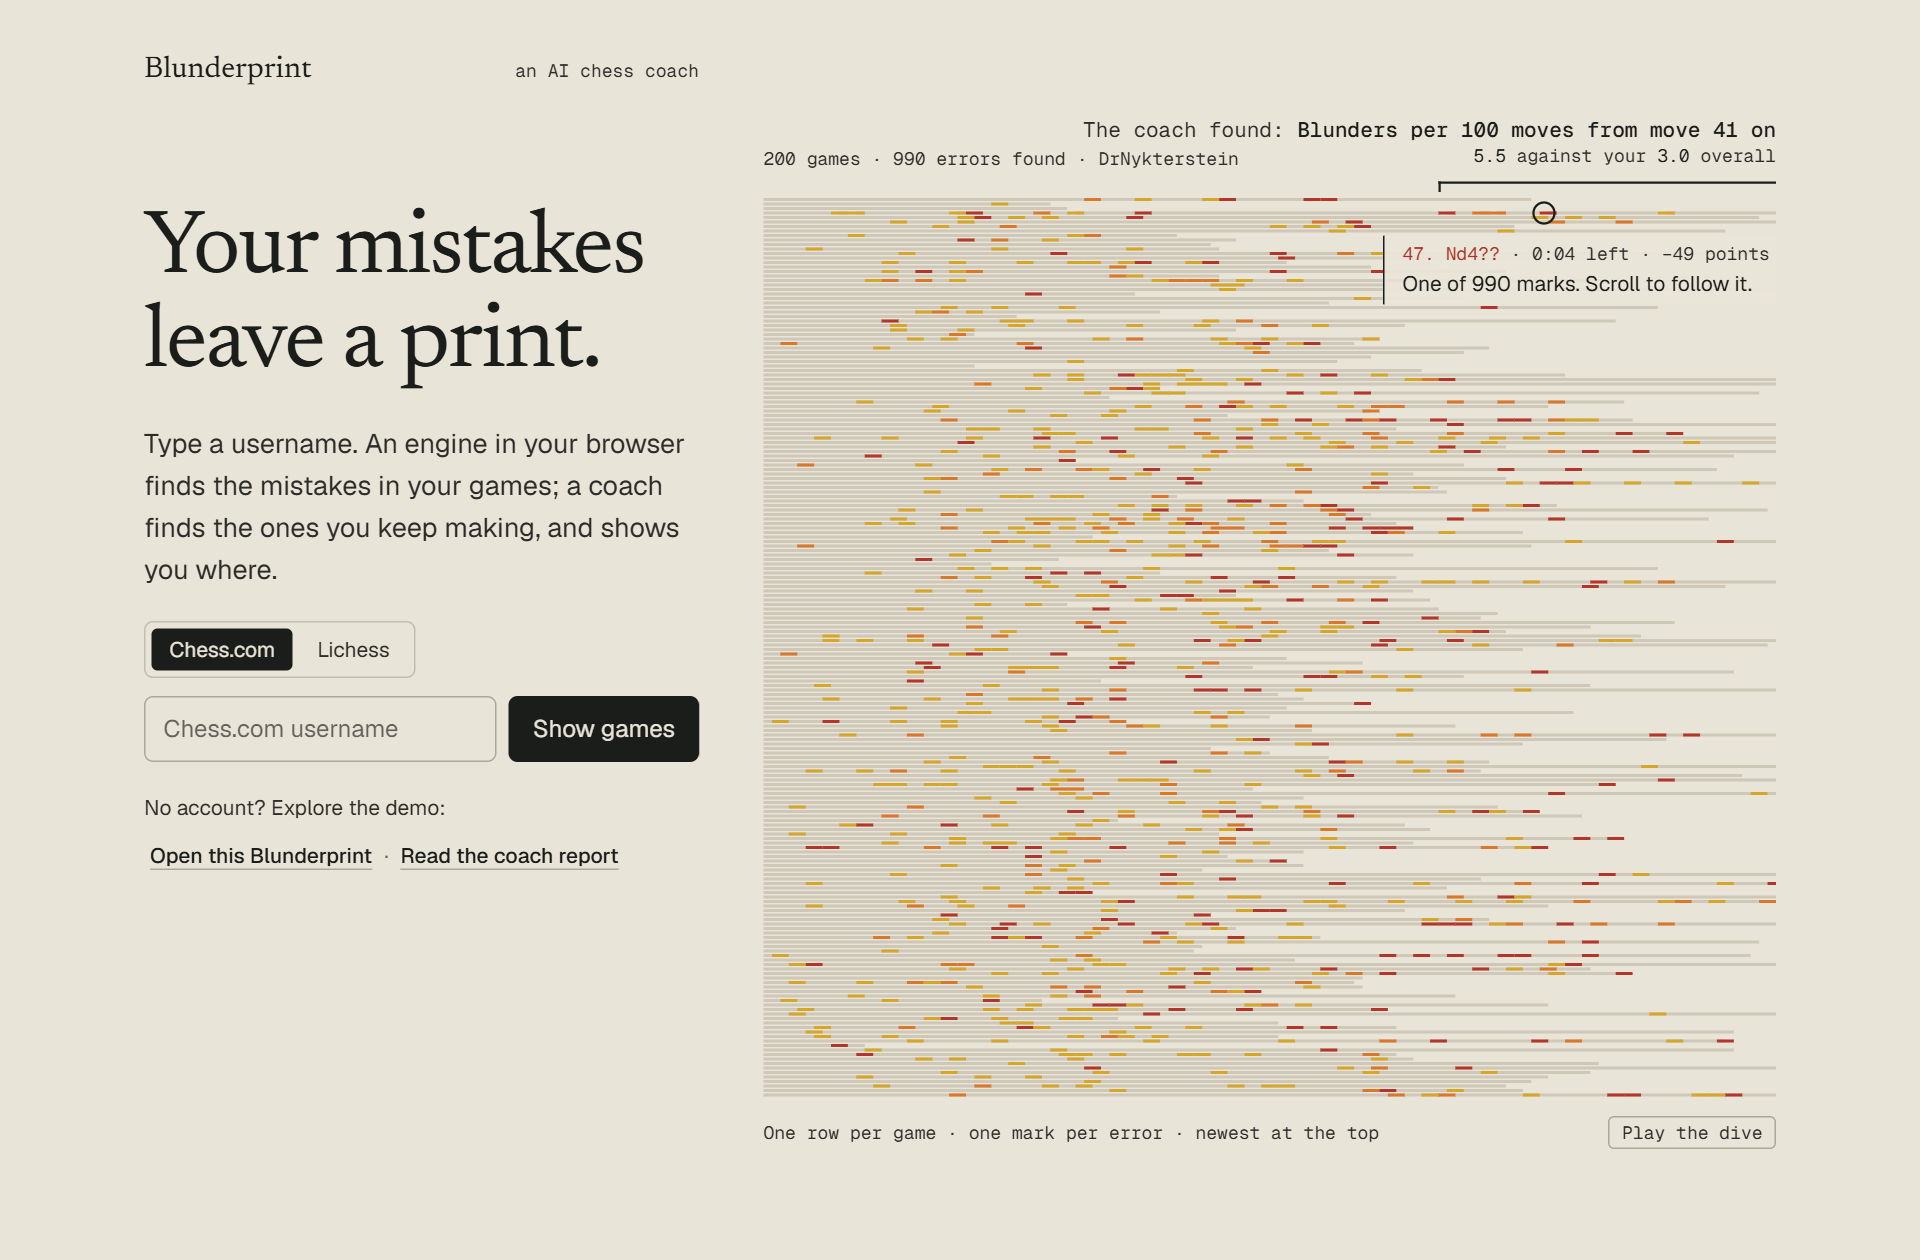 Blunderprint
an AI chess coach
Your mistakes
leave a print.
Type a username. An engine in your browser
finds the mistakes in your games; a coach
finds the ones you keep making, and shows
you where.
Chess.com
Lichess
Chess.com username
Show games
No account? Explore the demo:
Open this Blunderprint · Read the coach report
The coach found: Blunders per 100 moves from move 41 on
200 games · 990 errors found · DrNykterstein
5.5 against your 3.0 overall
47. Nd4?? · 0:04 left · −49 points
One of 990 marks. Scroll to follow it.
One row per game · one mark per error · newest at the top
Play the dive